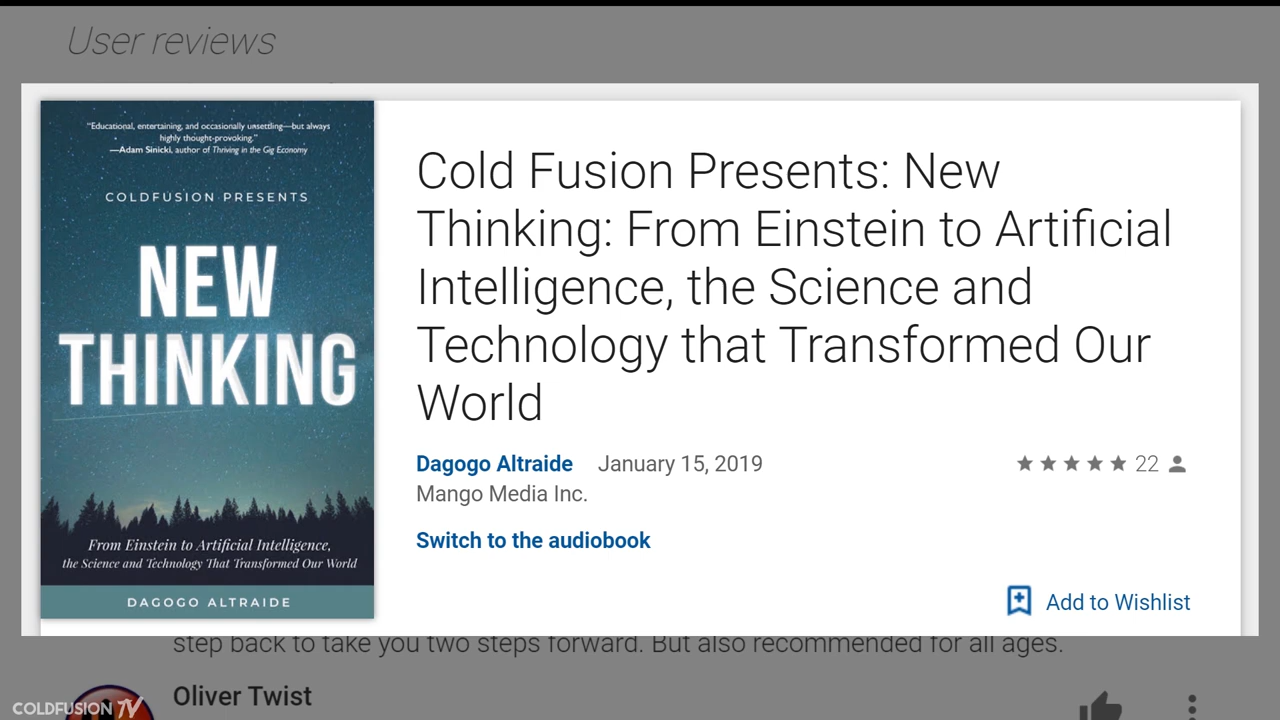 User reviews
“Educational, entertaining, and occasionally unsettling—but always
highly thought-provoking.”
—Adam Sinicki, author of Thriving in the Gig Economy
COLDFUSION PRESENTS
NEW
THINKING
From Einstein to Artificial Intelligence,
the Science and Technology That Transformed Our World
DAGOGO ALTRAIDE
Cold Fusion Presents: New
Thinking: From Einstein to Artificial
Intelligence, the Science and
Technology that Transformed Our
World
Dagogo Altraide January 15, 2019
22
Mango Media Inc.
Switch to the audiobook
Add to Wishlist
step back to take you two steps forward. But also recommended for all ages.
Oliver Twist
COLDFUSION TV